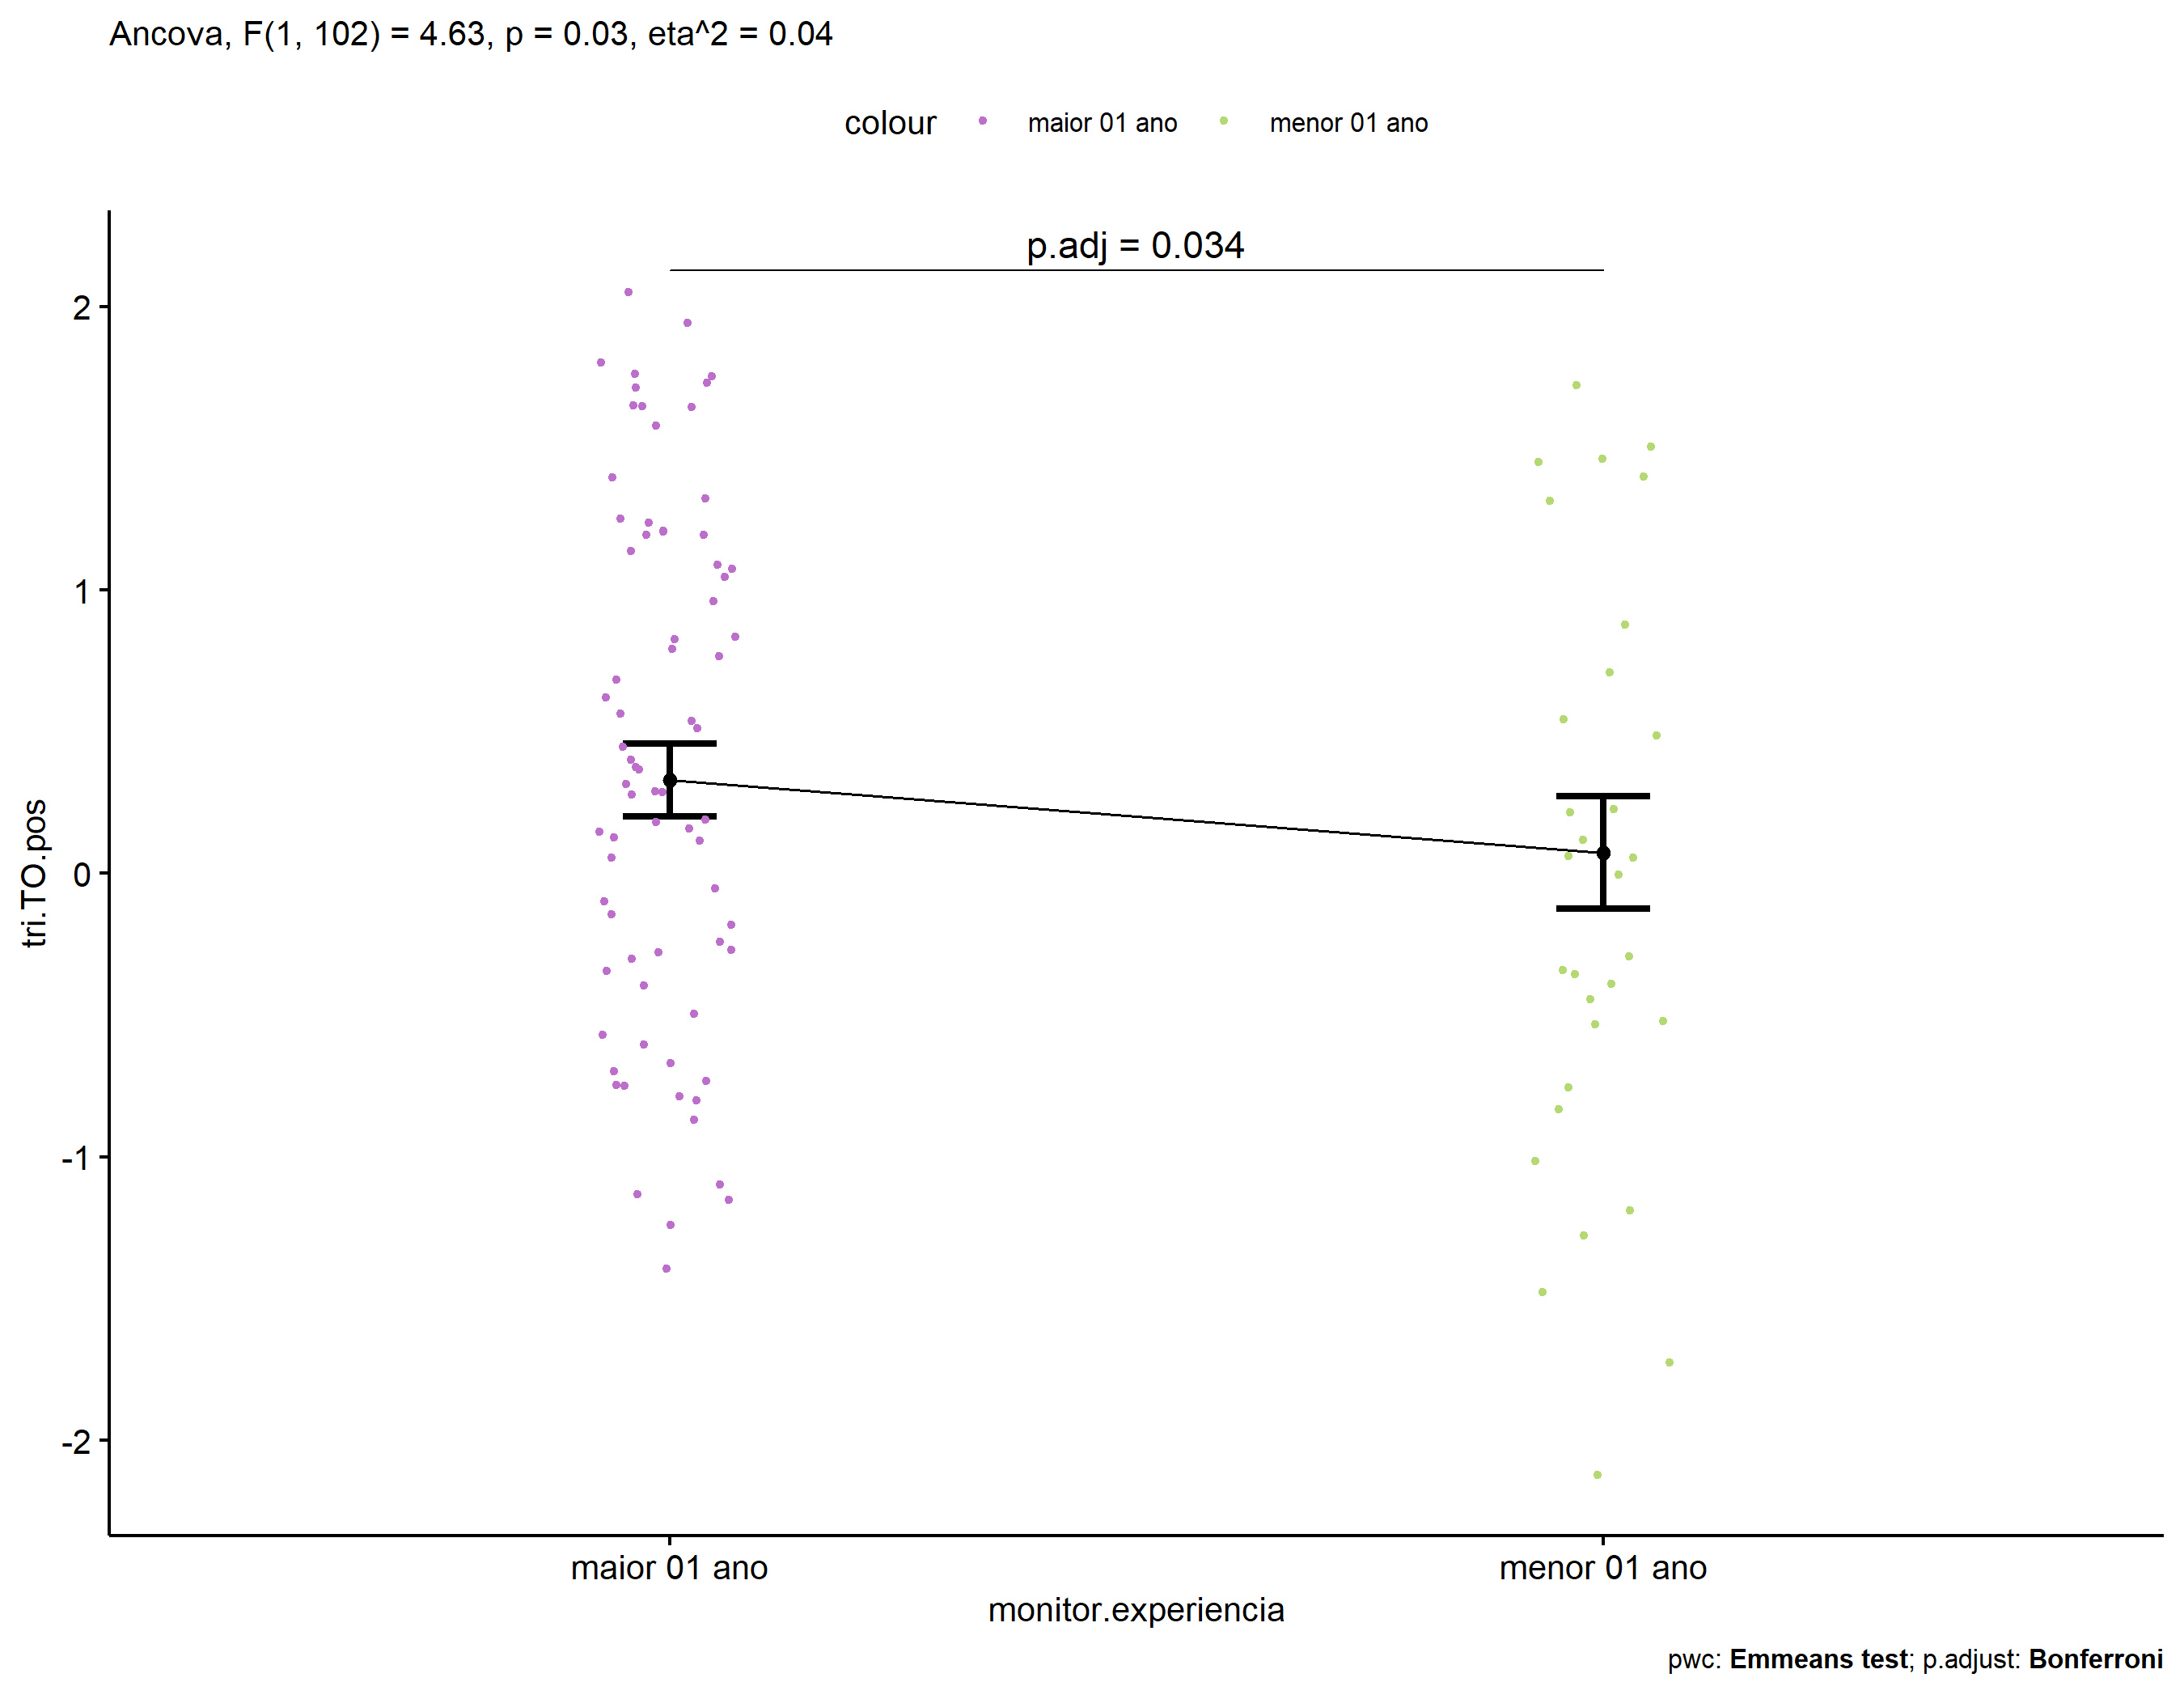 Ancova, F(1, 102) = 4.63, p = 0.03, eta^2 = 0.04
colour maior 01 ano menor 01 ano
p.adj = 0.034
2
1
0
-1
-2
tri.TO.pos
maior 01 ano menor 01 ano
monitor.experiencia
pwc: Emmeans test; p.adjust: Bonferroni